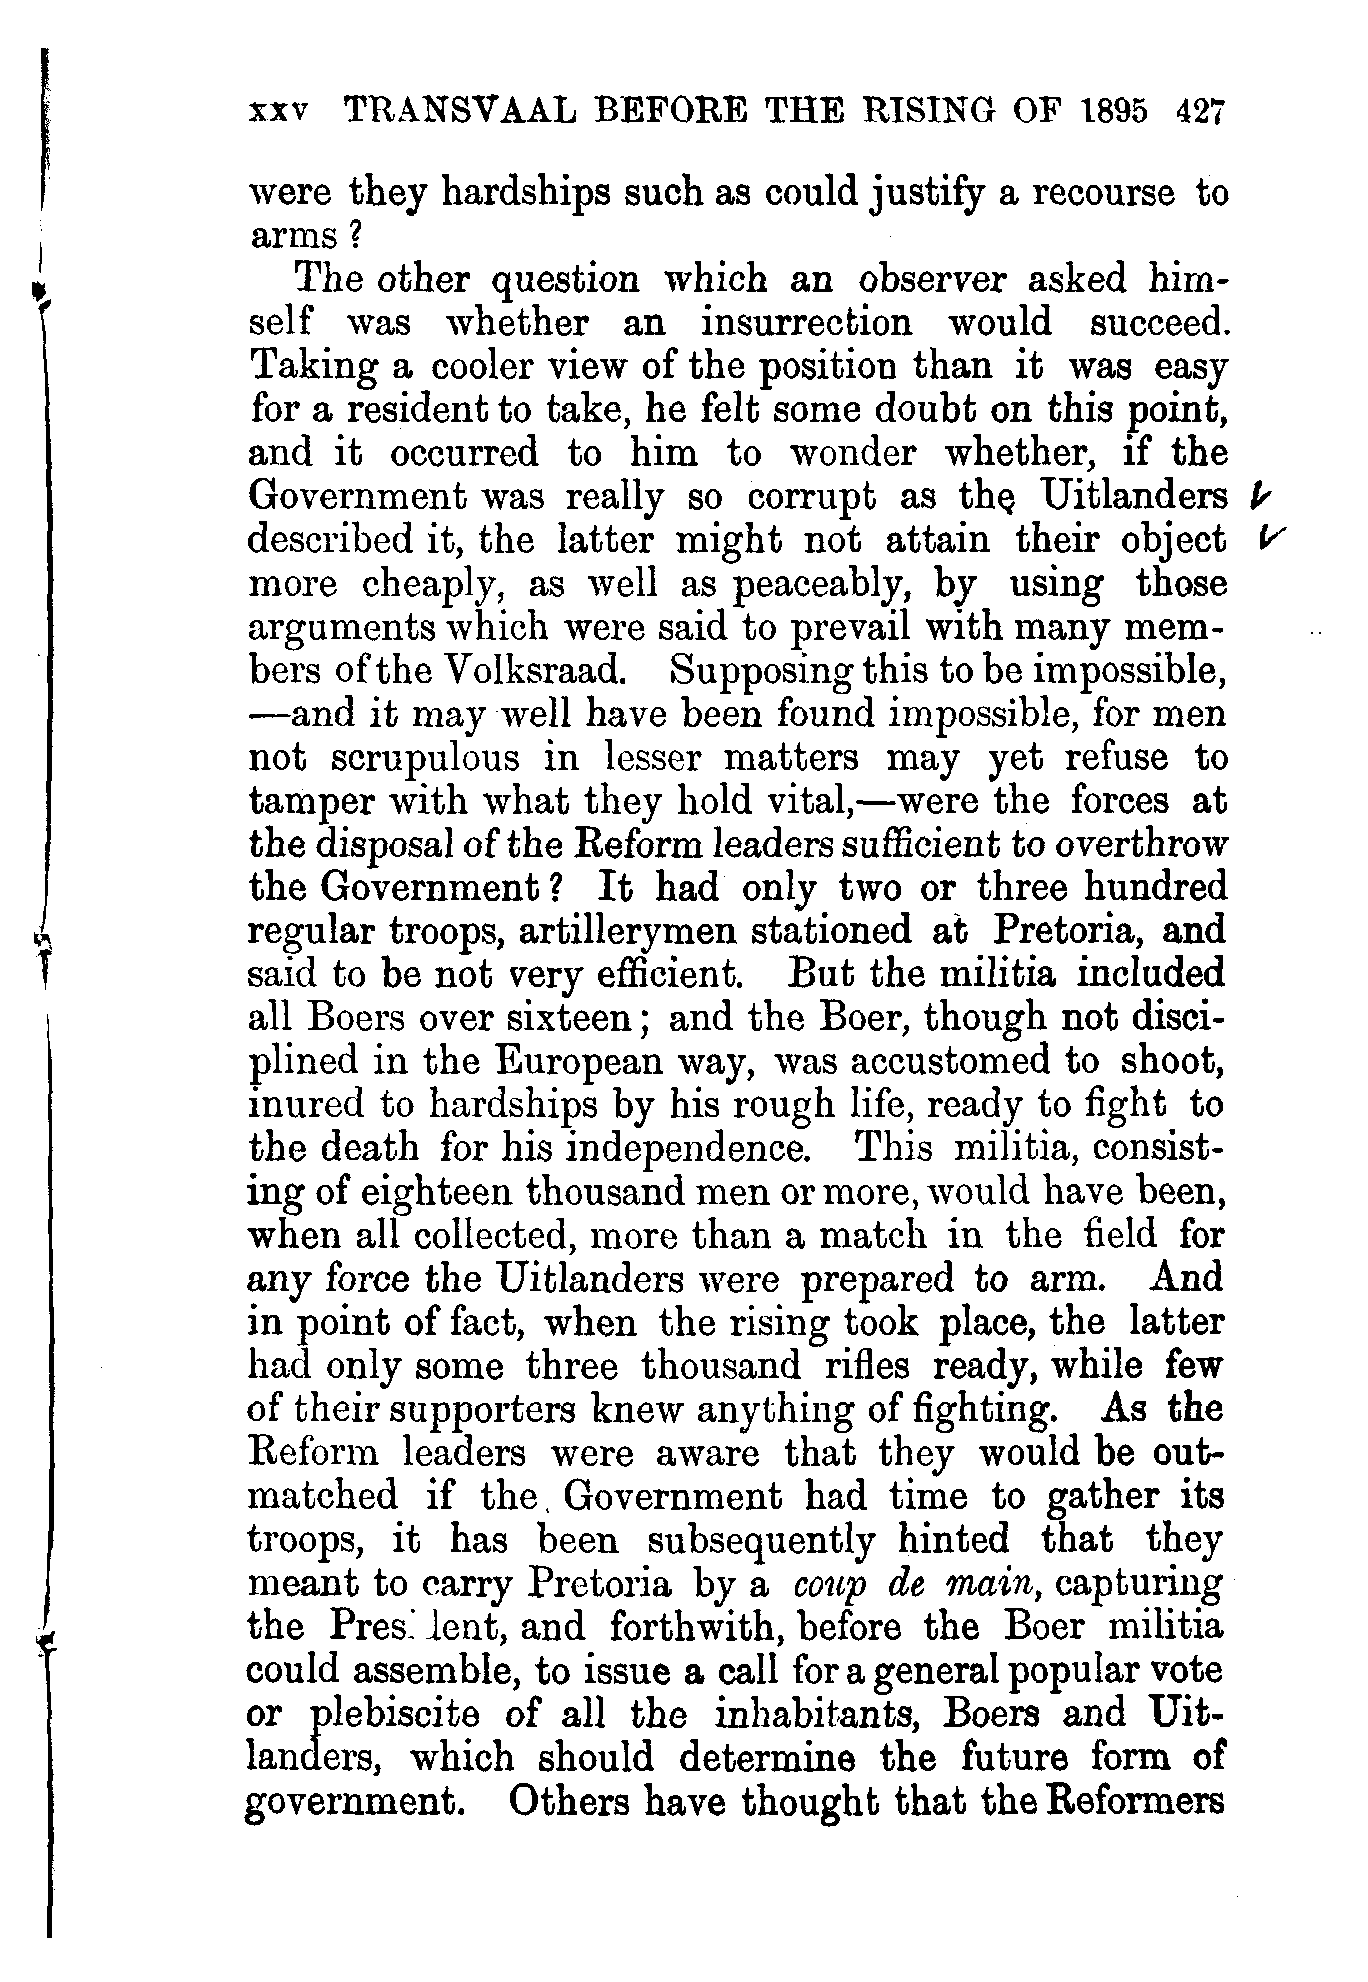 xxv TRANSVAAL BEFORE THE RISING OF 1895 427
were they hardships such as could justify a recourse to
arms ?
The other question which an observer asked him-
self was whether an insurrection would succeed.
Taking a cooler view of the position than it was easy
for a resident to take, he felt some doubt on this point,
and it occurred to him to wonder whether, if the
Government was really so corrupt as the Uitlanders
described it, the latter might not attain their object
more cheaply, as well as peaceably, by using those
arguments which were said to prevail with many mem-
bers of the Volksraad. Supposing this to be impossible,
—and it may well have been found impossible, for men
not scrupulous in lesser matters may yet refuse to
tamper with what they hold vital,—were the forces at
the disposal of the Reform leaders sufficient to overthrow
the Government ? It had only two or three hundred
regular troops, artillerymen stationed at Pretoria, and
said to be not very efficient. But the militia included
all Boers over sixteen ; and the Boer, though not disci-
plined in the European way, was accustomed to shoot,
inured to hardships by his rough life, ready to fight to
the death for his independence. This militia, consist-
ing of eighteen thousand men or more, would have been,
when all collected, more than a match in the field for
any force the Uitlanders were prepared to arm. And
in point of fact, when the rising took place, the latter
had only some three thousand rifles ready, while few
of their supporters knew anything of fighting. As the
Reform leaders were aware that they would be out-
matched if the Government had time to gather its
troops, it has been subsequently hinted that they
meant to carry Pretoria by a coup de main, capturing
the President, and forthwith, before the Boer militia
could assemble, to issue a call for a general popular vote
or plebiscite of all the inhabitants, Boers and Uit-
landers, which should determine the future form of
government. Others have thought that the Reformers